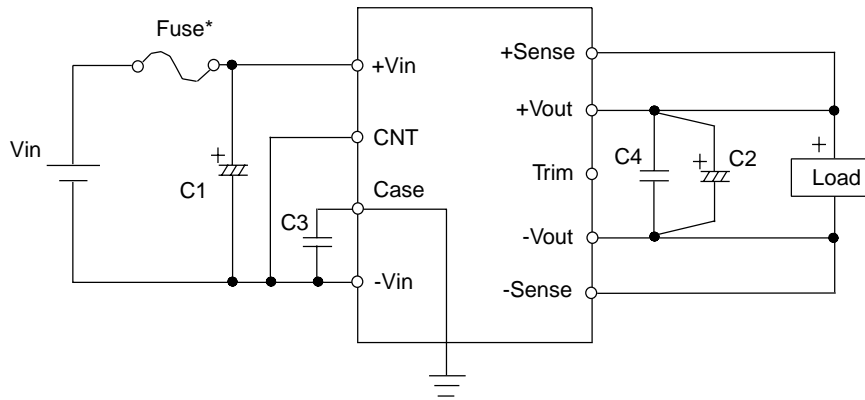 Fuse*
+Vin
CNT
Case
-Vin
Vin
+
C1
C3
+Sense
+Vout
Trim
-Vout
-Sense
C4
+
C2
+
Load